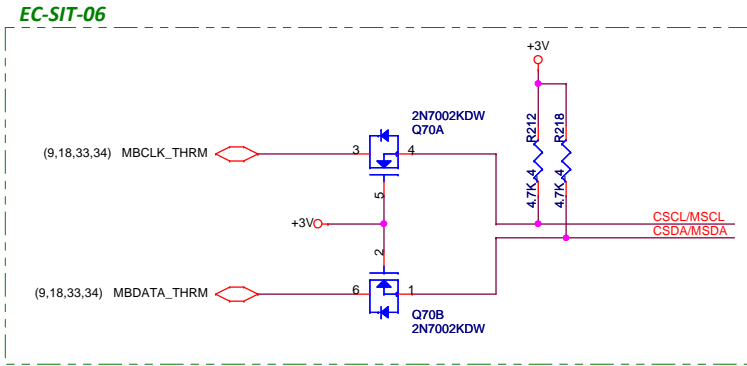 EC-SIT-06
+3V
2N7002KDW
Q70A
R212
R218
(9,18,33,34) MBCLK_THRM
3
4
4.7K_4
4.7K_4
5
+3V
CSCL/MSCL
CSDA/MSDA
2
(9,18,33,34) MBDATA_THRM
6
1
Q70B
2N7002KDW